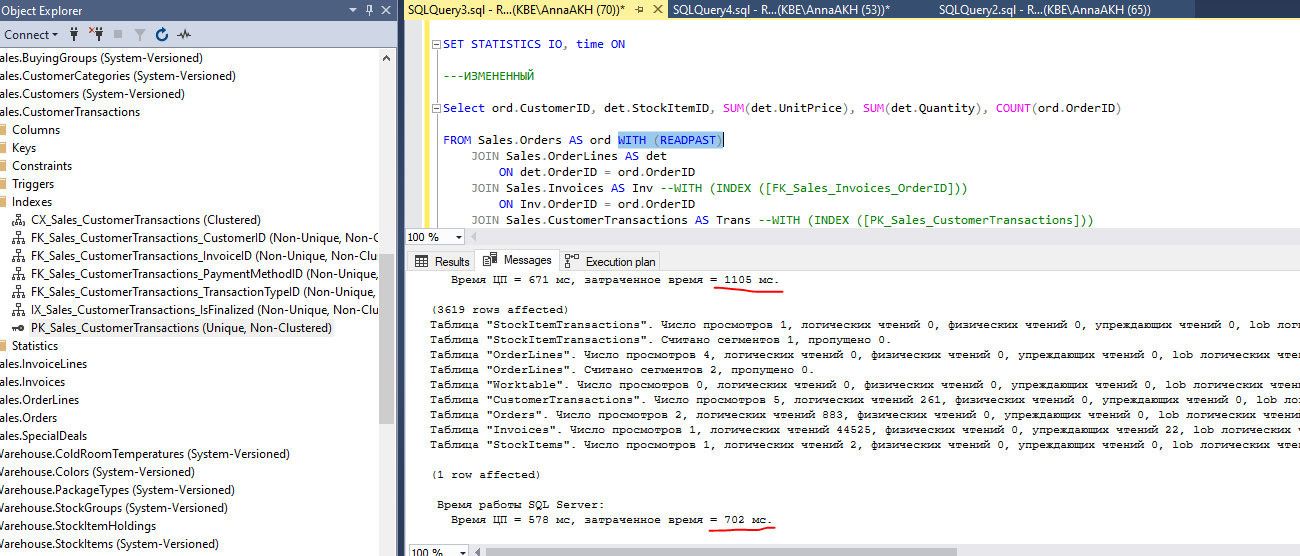 Object Explorer
Connect
ales.BuyingGroups (System-Versioned)
ales.CustomerCategories (System-Versioned)
ales.Customers (System-Versioned)
ales.CustomerTransactions
Columns
Keys
Constraints
Triggers
Indexes
CX_Sales_CustomerTransactions (Clustered)
FK_Sales_CustomerTransactions_CustomerID (Non-Unique, Non-C
FK_Sales_CustomerTransactions_InvoiceID (Non-Unique, Non-Cl
FK_Sales_CustomerTransactions_PaymentMethodID (Non-Unique,
FK_Sales_CustomerTransactions_TransactionTypeID (Non-Unique,
IX_Sales_CustomerTransactions_IsFinalized (Non-Unique, Non-Clu
PK_Sales_CustomerTransactions (Unique, Non-Clustered)
Statistics
ales.InvoiceLines
ales.Invoices
ales.OrderLines
ales.Orders
ales.SpecialDeals
Warehouse.ColdRoomTemperatures (System-Versioned)
Warehouse.Colors (System-Versioned)
Warehouse.PackageTypes (System-Versioned)
Warehouse.StockGroups (System-Versioned)
Warehouse.StockItemHoldings
Warehouse.StockItems (System-Versioned)
SQLQuery3.sql - R...(KBE\AnnaAKH (70))*
SQLQuery4.sql - R...(KBE\AnnaAKH (53))*
SQLQuery2.sql - R...(KBE\AnnaAKH (65))
SET STATISTICS IO, time ON
---ИЗМЕНЕННЫЙ
Select ord.CustomerID, det.StockItemID, SUM(det.UnitPrice), SUM(det.Quantity), COUNT(ord.OrderID)
FROM Sales.Orders AS ord WITH (READPAST)
JOIN Sales.OrderLines AS det
ON det.OrderID = ord.OrderID
JOIN Sales.Invoices AS Inv --WITH (INDEX ([FK_Sales_Invoices_OrderID]))
ON Inv.OrderID = ord.OrderID
JOIN Sales.CustomerTransactions AS Trans --WITH (INDEX ([PK_Sales_CustomerTransactions]))
100 %
Results
Messages
Execution plan
Время ЦП = 671 мс, затраченное время = 1105 мс.
(3619 rows affected)
Таблица "StockItemTransactions". Число просмотров 1, логических чтений 0, физических чтений 0, упреждающих чтений 0, lob логи
Таблица "StockItemTransactions". Считано сегментов 1, пропущено 0.
Таблица "OrderLines". Число просмотров 4, логических чтений 0, физических чтений 0, упреждающих чтений 0, lob логических чте
Таблица "OrderLines". Считано сегментов 2, пропущено 0.
Таблица "Worktable". Число просмотров 0, логических чтений 0, физических чтений 0, упреждающих чтений 0, lob логических чтен
Таблица "CustomerTransactions". Число просмотров 5, логических чтений 261, физических чтений 0, упреждающих чтений 0, lob лог
Таблица "Orders". Число просмотров 2, логических чтений 883, физических чтений 0, упреждающих чтений 0, lob логических чтени
Таблица "Invoices". Число просмотров 1, логических чтений 44525, физических чтений 0, упреждающих чтений 22, lob логических ч
Таблица "StockItems". Число просмотров 1, логических чтений 2, физических чтений 0, упреждающих чтений 0, lob логических чте
(1 row affected)
Время работы SQL Server:
Время ЦП = 578 мс, затраченное время = 702 мс.
100 %